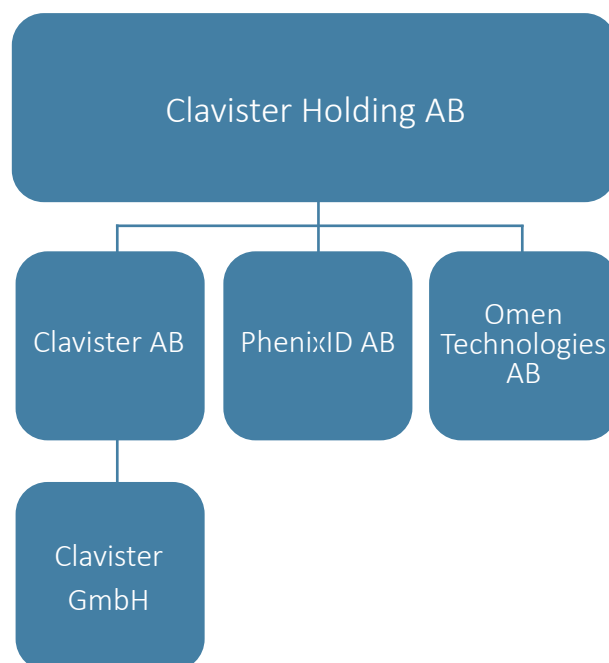 Clavister Holding AB
Clavister AB
PhenixID AB
Omen
Technologies
AB
Clavister
GmbH